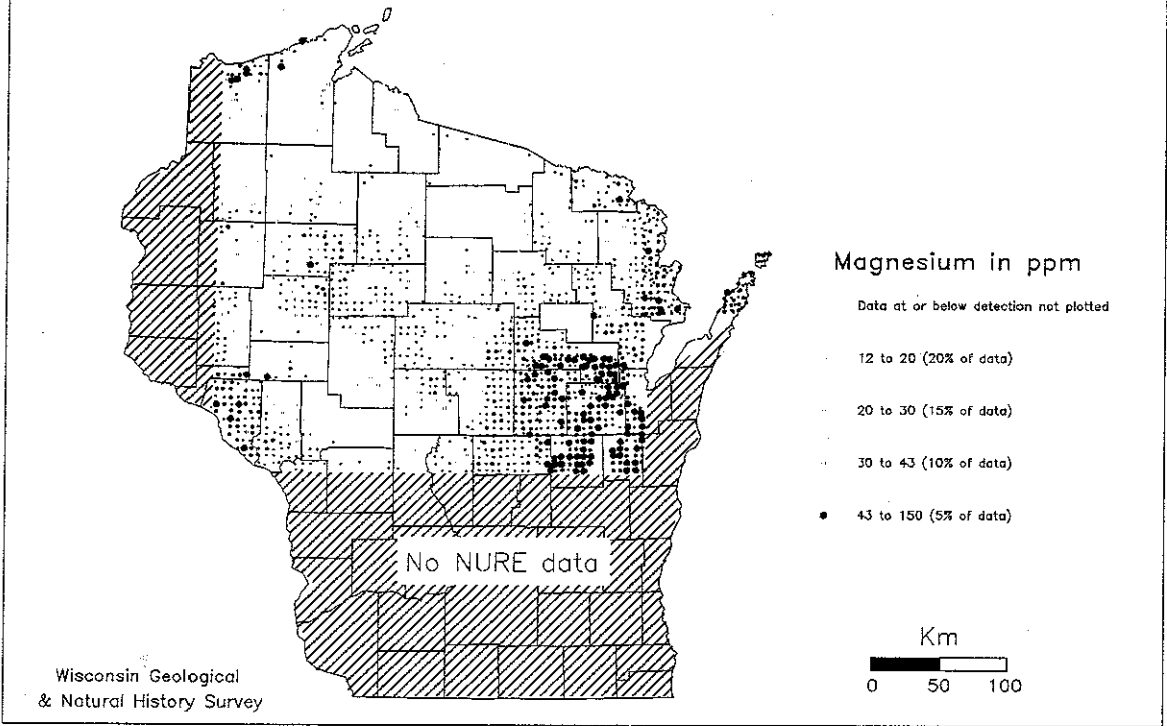 Magnesium in ppm
Data at or below detection not plotted
12 to 20 (20% of data)
20 to 30 (15% of data)
30 to 43 (10% of data)
43 to 150 (5% of data)
No NURE data
Km
0 50 100
Wisconsin Geological
& Natural History Survey